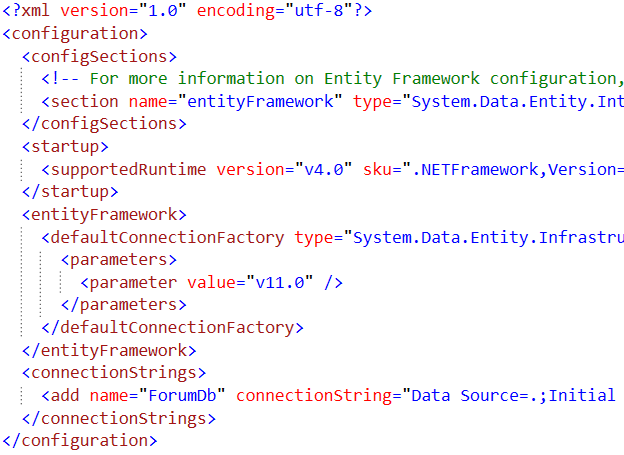 <?xml version="1.0" encoding="utf-8"?>
<configuration>
<configSections>
<!-- For more information on Entity Framework configuration,
<section name="entityFramework" type="System.Data.Entity.Int
</configSections>
<startup>
<supportedRuntime version="v4.0" sku=".NETFramework,Version=
</startup>
<entityFramework>
<defaultConnectionFactory type="System.Data.Entity.Infrastru
<parameters>
<parameter value="v11.0" />
</parameters>
</defaultConnectionFactory>
</entityFramework>
<connectionStrings>
<add name="ForumDb" connectionString="Data Source=.;Initial
</connectionStrings>
</configuration>